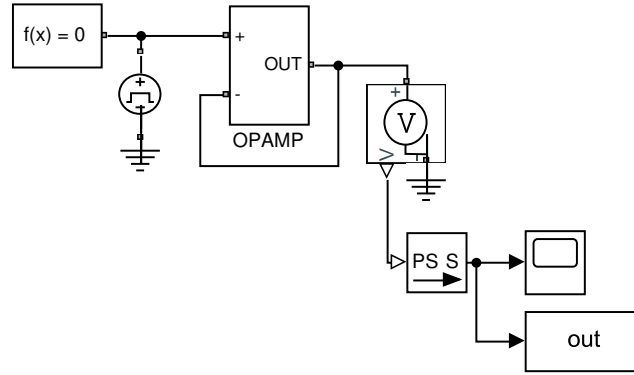 f(x) = 0
+
OUT
-
OPAMP
+
-
+
V
V
-
PS S
out